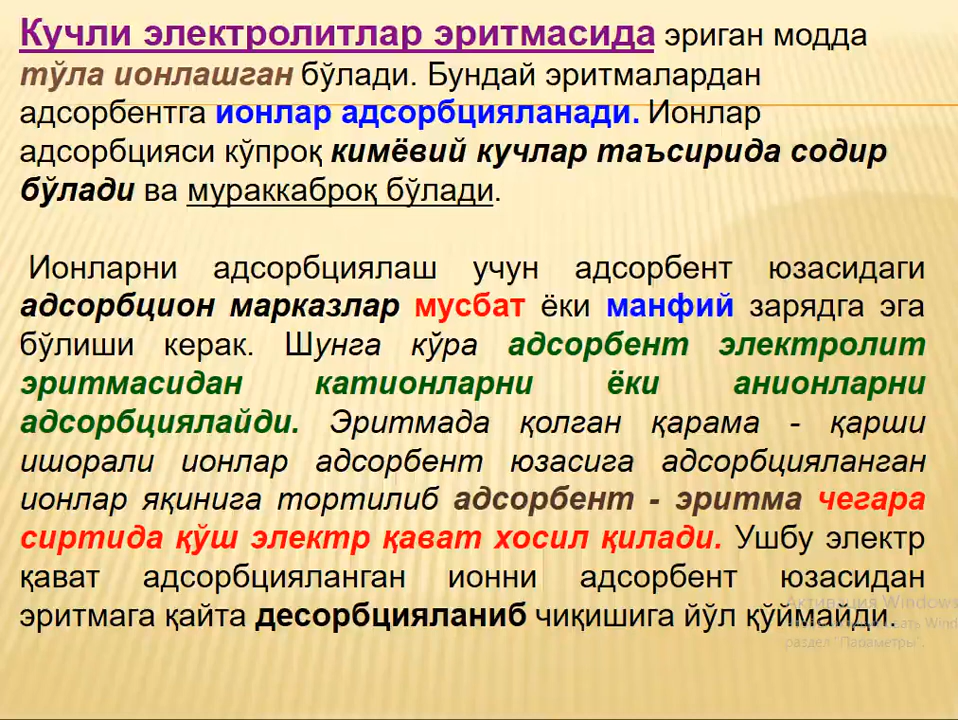 Кучли электролитлар эритмасида эриган модда
тўла ионлашган бўлади. Бундай эритмалардан
адсорбентга ионлар адсорбцияланади. Ионлар
адсорбцияси кўпроқ кимёвий кучлар таъсирида содир
бўлади ва мураккаброқ бўлади.
Ионларни адсорбциялаш учун адсорбент юзасидаги
адсорбцион марказлар мусбат ёки манфий зарядга эга
бўлиши керак. Шунга кўра адсорбент электролит
эритмасидан катионларни ёки анионларни
адсорбциялайди. Эритмада қолган қарама - қарши
ишорали ионлар адсорбент юзасига адсорбцияланган
ионлар яқинига тортилиб адсорбент - эритма чегара
сиртида қўш электр қават хосил қилади. Ушбу электр
қават адсорбцияланган ионни адсорбент юзасидан
эритмага қайта десорбцияланиб чиқишига йўл қўймайди.
Активация Windows
раздел "Параметры".